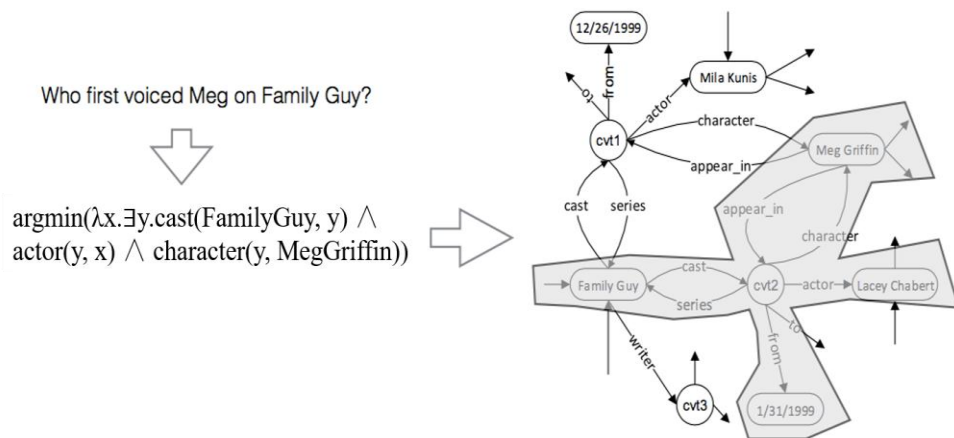 Who first voiced Meg on Family Guy?
argmin(λx.∃y.cast(FamilyGuy, y) ∧
actor(y, x) ∧ character(y, MegGriffin))
12/26/1999
to
from
actor
Mila Kunis
cvt1
character
appear_in
Meg Griffin
cast
series
appear_in
character
Family Guy
cast
series
cvt2
actor
Lacey Chabert
from
to
writer
cvt3
1/31/1999